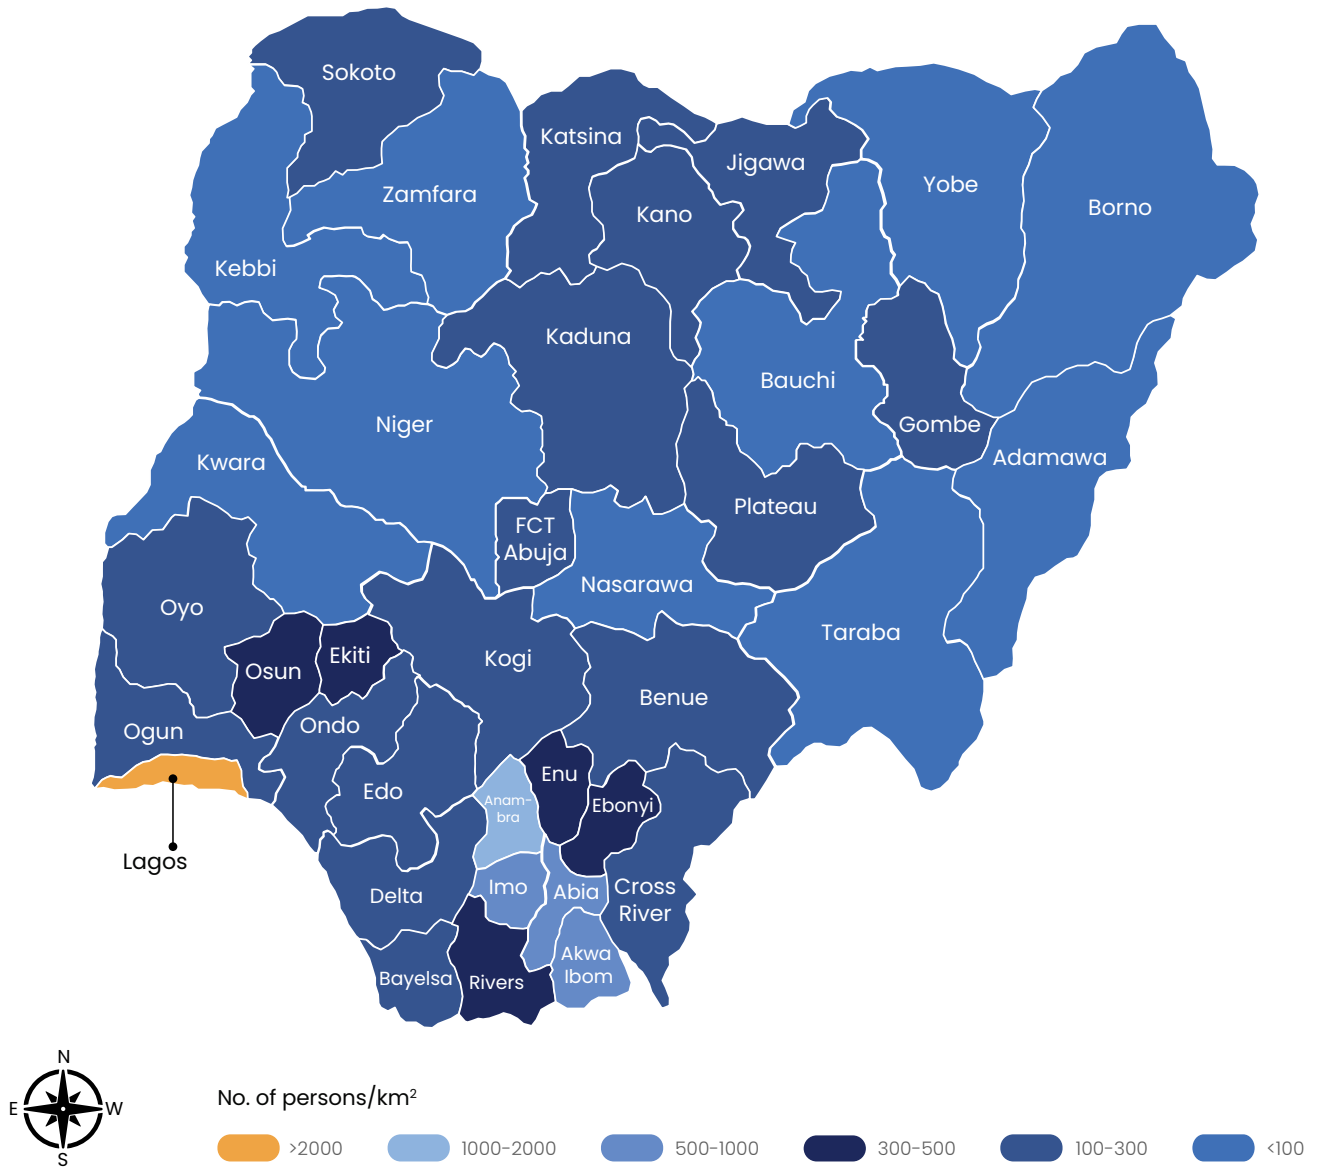 Sokoto
Katsina
Jigawa
Zamfara
Yobe
Borno
Kano
Kebbi
Kaduna
Bauchi
Niger
Gombe
Adamawa
Kwara
Plateau
FCT
Abuja
Nasarawa
Oyo
Taraba
Osun
Ekiti
Kogi
Benue
Ogun
Ondo
Enu
Edo
Anam-
bra
Ebonyi
Lagos
Delta
Imo
Abia
Cross
River
Akwa
Ibom
Bayelsa
Rivers
N
E
W
S
No. of persons/km²
>2000
1000-2000
500-1000
300-500
100-300
<100